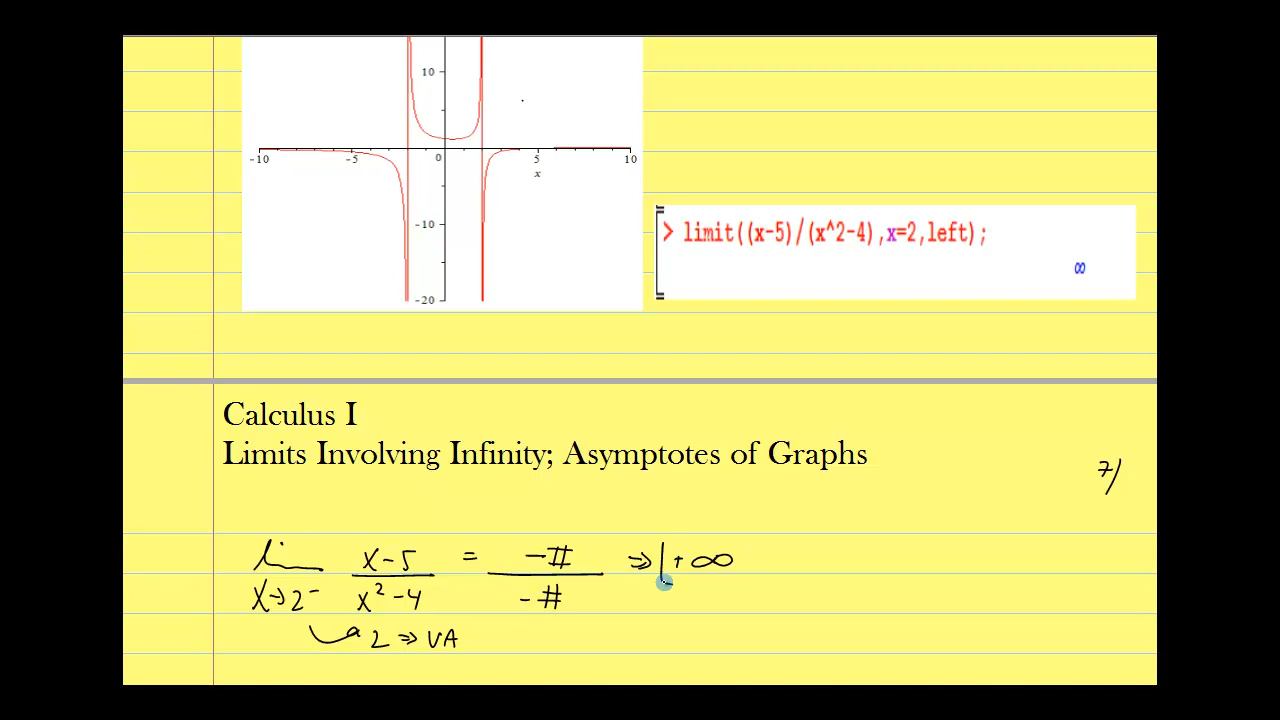 10
-10 -5 0 5 10
x
-10
-20
> limit((x-5)/(x^2-4),x=2,left);
∞
Calculus I
Limits Involving Infinity; Asymptotes of Graphs
7/
lim x-5 = -# ⇒ +∞
x→2⁻ x²-4 -#
2 ⇒ VA